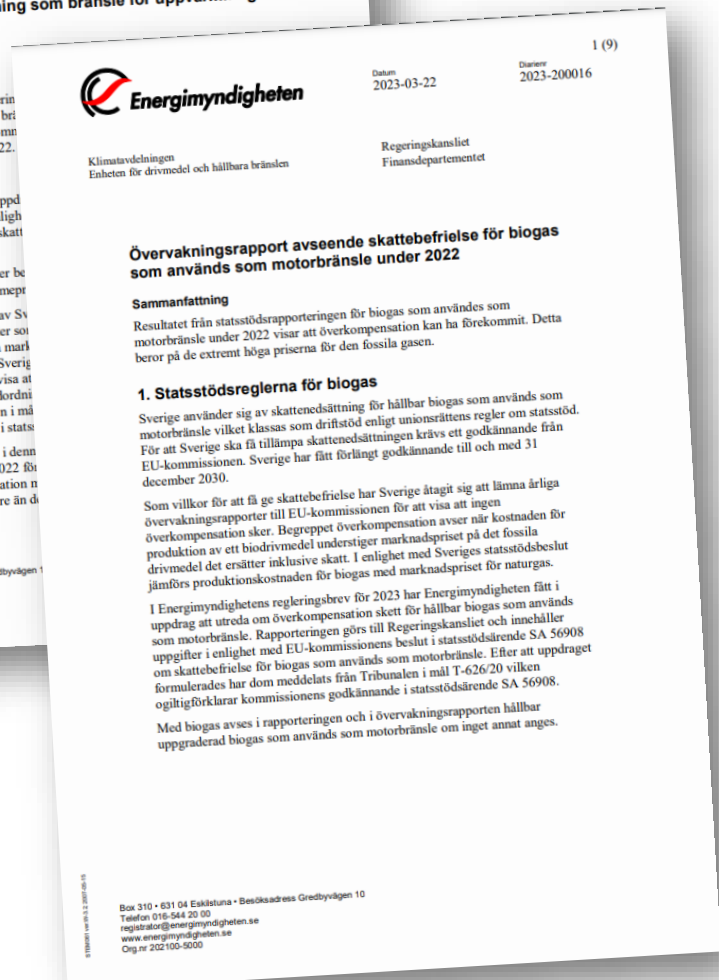 ning som bränsle för uppvärmning
1 (9)
Energimyndigheten
Datum
2023-03-22
Diarienr
2023-200016
Klimatavdelningen
Enheten för drivmedel och hållbara bränslen
Regeringskansliet
Finansdepartementet
Övervakningsrapport avseende skattebefrielse för biogas
som används som motorbränsle under 2022
Sammanfattning
Resultatet från statsstödsrapporteringen för biogas som användes som
motorbränsle under 2022 visar att överkompensation kan ha förekommit. Detta
beror på de extremt höga priserna för den fossila gasen.
1. Statsstödsreglerna för biogas
Sverige använder sig av skattenedsättning för hållbar biogas som används som
motorbränsle vilket klassas som driftstöd enligt unionsrättens regler om statsstöd.
För att Sverige ska få tillämpa skattenedsättningen krävs ett godkännande från
EU-kommissionen. Sverige har fått förlängt godkännande till och med 31
december 2030.
Som villkor för att få ge skattebefrielse har Sverige åtagit sig att lämna årliga
övervakningsrapporter till EU-kommissionen för att visa att ingen
överkompensation sker. Begreppet överkompensation avser när kostnaden för
produktion av ett biodrivmedel understiger marknadspriset på det fossila
drivmedel det ersätter inklusive skatt. I enlighet med Sveriges statsstödsbeslut
jämförs produktionskostnaden för biogas med marknadspriset för naturgas.
I Energimyndighetens regleringsbrev för 2023 har Energimyndigheten fått i
uppdrag att utreda om överkompensation skett för hållbar biogas som används
som motorbränsle. Rapporteringen görs till Regeringskansliet och innehåller
uppgifter i enlighet med EU-kommissionens beslut i statsstödsärende SA 56908
om skattebefrielse för biogas som används som motorbränsle. Efter att uppdraget
formulerades har dom meddelats från Tribunalen i mål T-626/20 vilken
ogiltigförklarar kommissionens godkännande i statsstödsärende SA 56908.
Med biogas avses i rapporteringen och i övervakningsrapporten hållbar
uppgraderad biogas som används som motorbränsle om inget annat anges.
Box 310 • 631 04 Eskilstuna • Besöksadress Gredbyvägen 10
Telefon 016-544 20 00
registrator@energimyndigheten.se
www.energimyndigheten.se
Org.nr 202100-5000